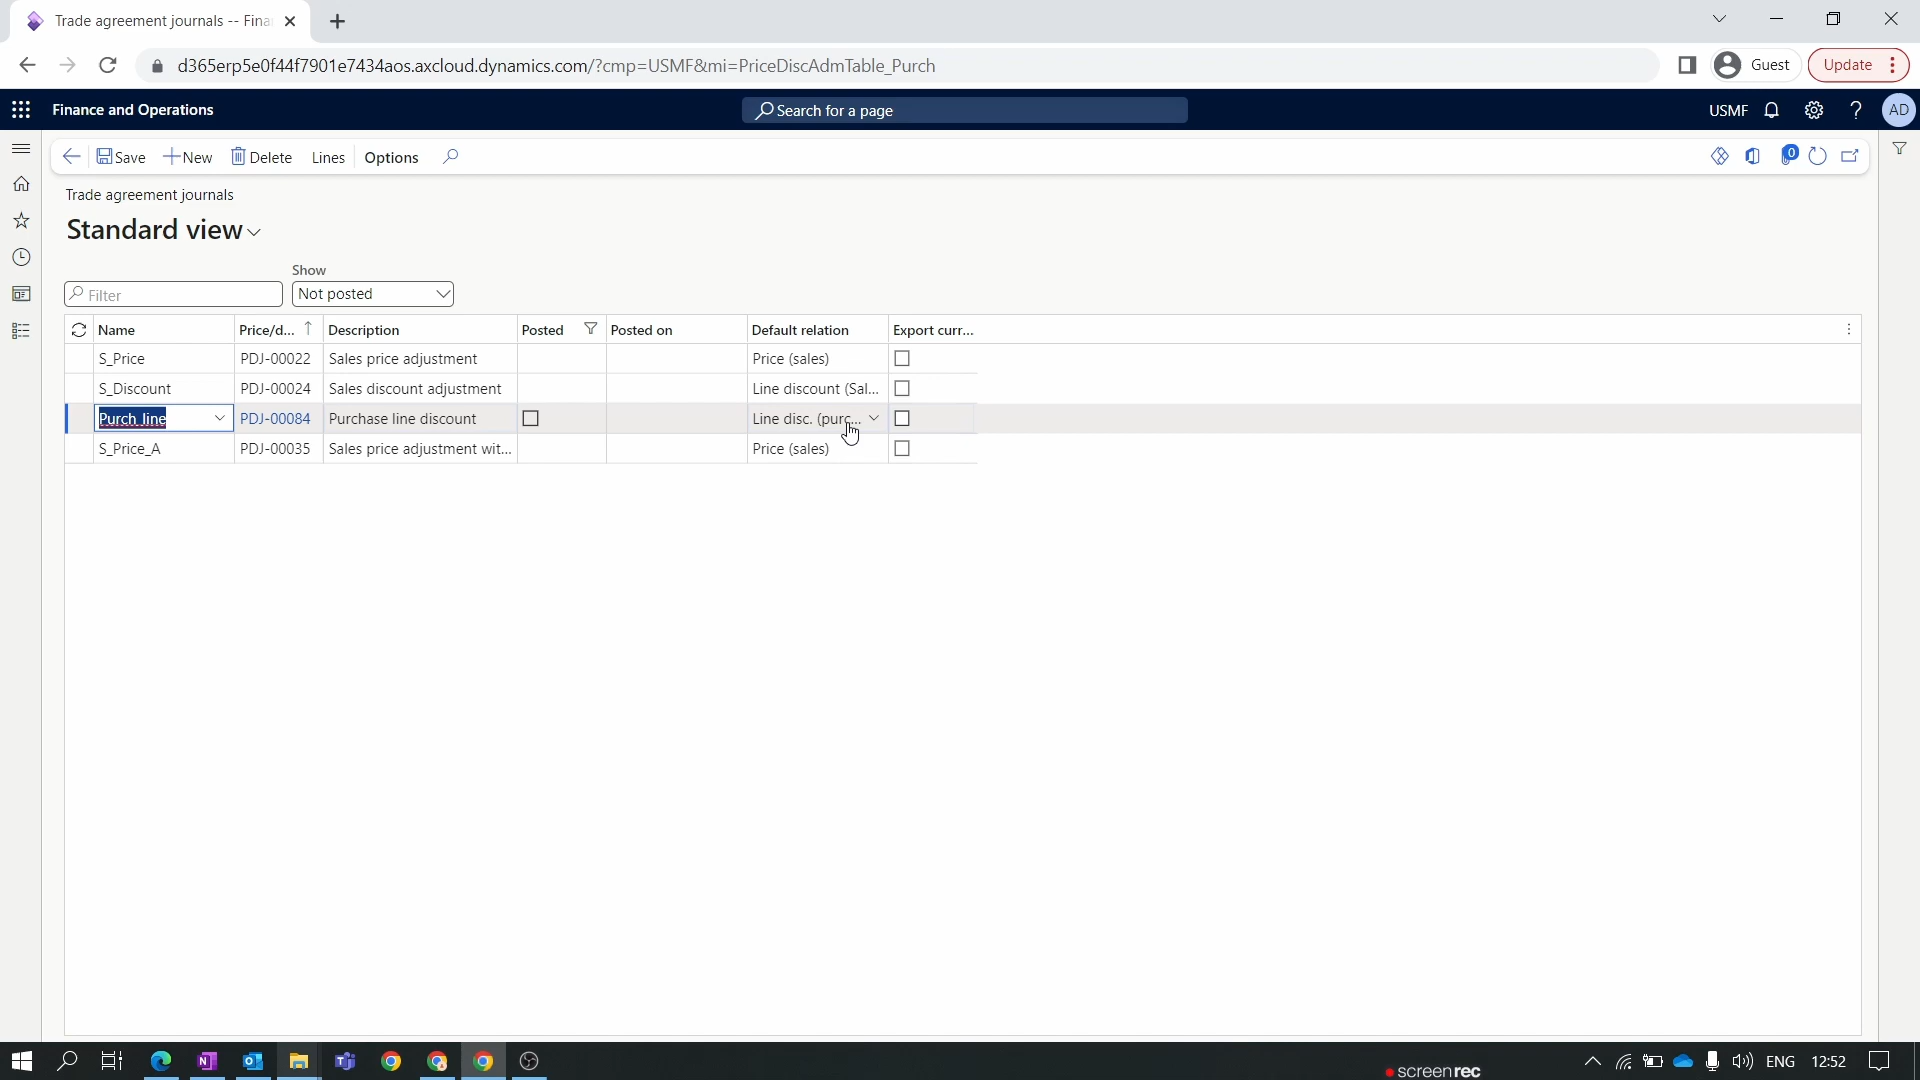 Trade agreement journals -- Fina
d365erp5e0f44f7901e7434aos.axcloud.dynamics.com/?cmp=USMF&mi=PriceDiscAdmTable_Purch
Guest
Update
Finance and Operations
Search for a page
USMF
?
AD
Save
New
Delete
Lines
Options
0
Trade agreement journals
Standard view
Show
Filter
Not posted
Name Price/d... Description Posted Posted on Default relation Export curr...
S_Price PDJ-00022 Sales price adjustment Price (sales)
S_Discount PDJ-00024 Sales discount adjustment Line discount (Sal...
Purch_line PDJ-00084 Purchase line discount Line disc. (purc...
S_Price_A PDJ-00035 Sales price adjustment wit... Price (sales)
screenrec
ENG 12:52